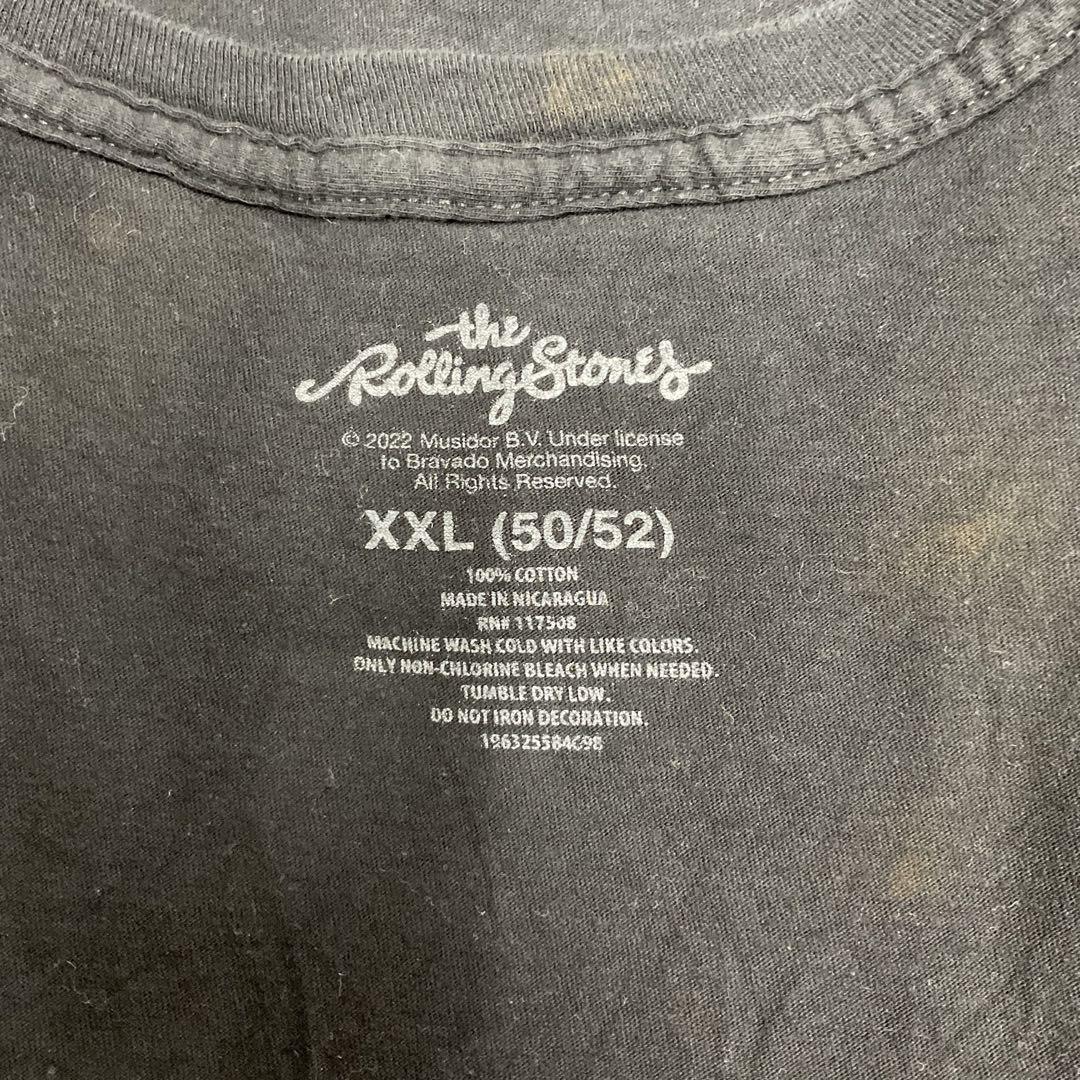 the
Rolling Stones
© 2022 Musidor B.V. Under license
to Bravado Merchandising.
All Rights Reserved.
XXL (50/52)
100% COTTON
MADE IN NICARAGUA
RN# 117508
MACHINE WASH COLD WITH LIKE COLORS.
ONLY NON-CHLORINE BLEACH WHEN NEEDED.
TUMBLE DRY LOW.
DO NOT IRON DECORATION.
196325584098